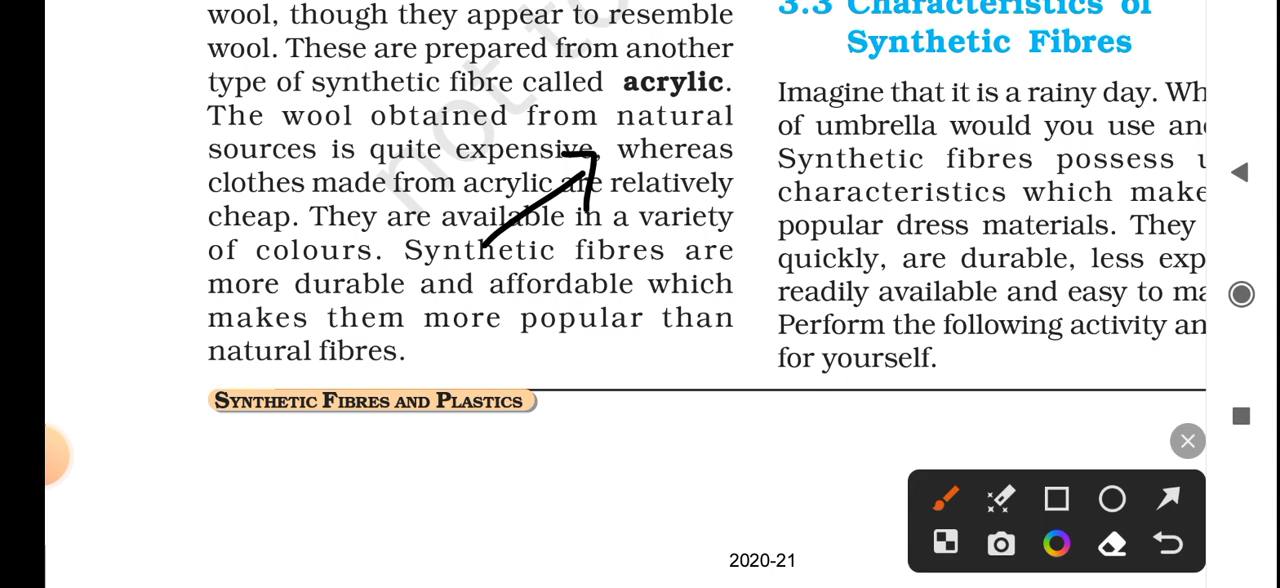 wool, though they appear to resemble
wool. These are prepared from another
type of synthetic fibre called acrylic.
The wool obtained from natural
sources is quite expensive, whereas
clothes made from acrylic are relatively
cheap. They are available in a variety
of colours. Synthetic fibres are
more durable and affordable which
makes them more popular than
natural fibres.
3.3 Characteristics of
Synthetic Fibres
Imagine that it is a rainy day.
of umbrella would you use
Synthetic fibres possess
characteristics which make
popular dress materials. They
quickly, are durable, less
readily available and easy to
Perform the following activity
for yourself.
SYNTHETIC FIBRES AND PLASTICS
2020-21
not to